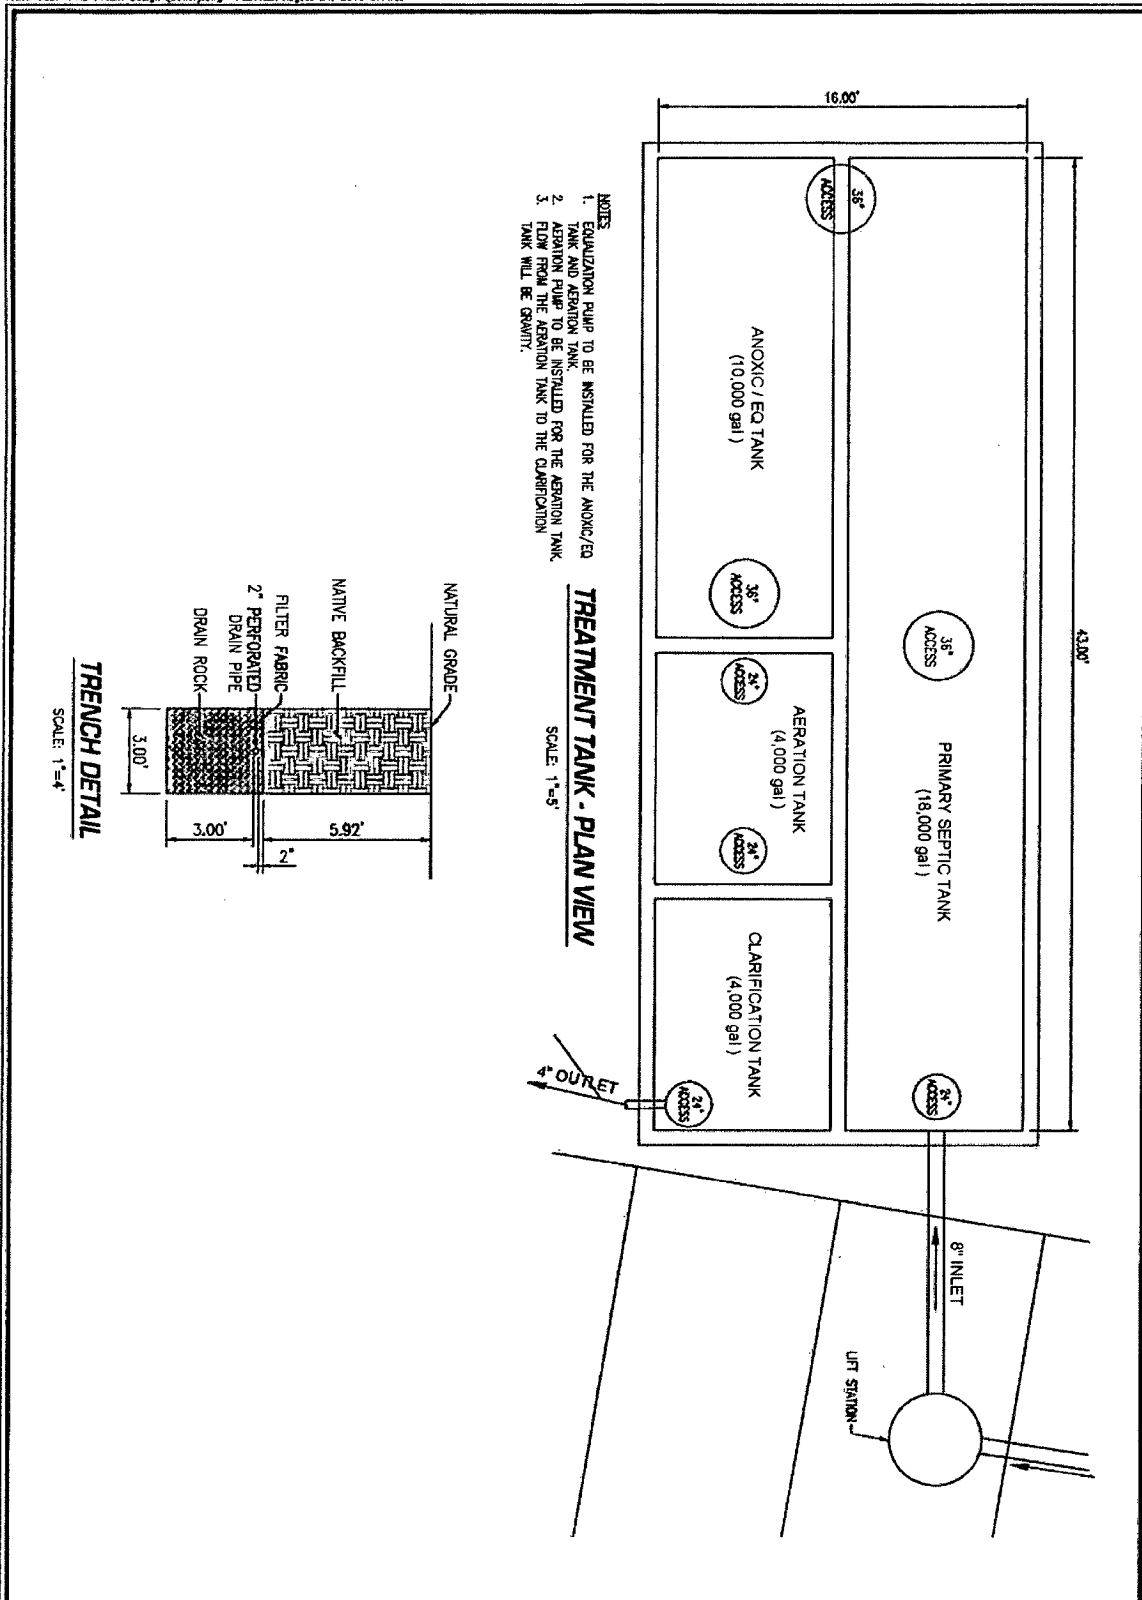 16.00'
43.00'
36"
ACCESS
ANOXIC / EQ TANK
(10,000 gal)
36"
ACCESS
36"
ACCESS
PRIMARY SEPTIC TANK
(18,000 gal)
24"
ACCESS
AERATION TANK
(4,000 gal)
24"
ACCESS
CLARIFICATION TANK
(4,000 gal)
24"
ACCESS
24"
ACCESS
8" INLET
LIFT STATION
4" OUTLET
NOTES
1. EQUALIZATION PUMP TO BE INSTALLED FOR THE ANOXIC/EQ
TANK AND AERATION TANK.
2. AERATION PUMP TO BE INSTALLED FOR THE AERATION TANK.
3. FLOW FROM THE AERATION TANK TO THE CLARIFICATION
TANK WILL BE GRAVITY.
TREATMENT TANK - PLAN VIEW
SCALE: 1"=5'
NATURAL GRADE
NATIVE BACKFILL
FILTER FABRIC
2" PERFORATED
DRAIN PIPE
DRAIN ROCK
5.92'
2"
3.00'
3.00'
TRENCH DETAIL
SCALE: 1"=4'